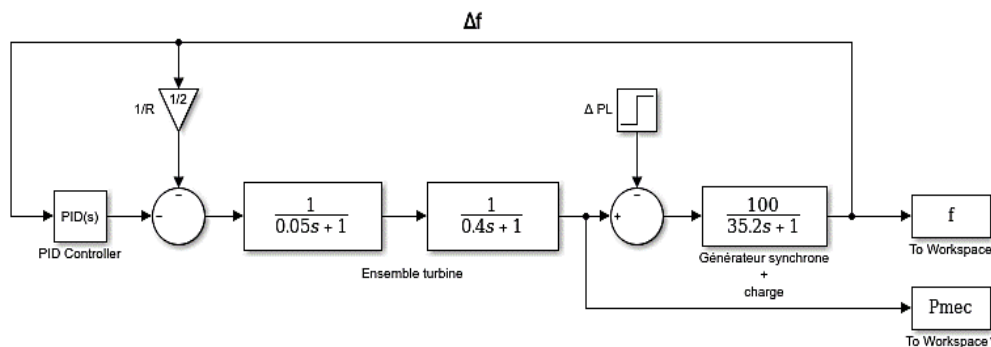 Δf
1/R
1/2
Δ PL
PID(s)
PID Controller
-
-
1
0.05s + 1
1
0.4s + 1
Ensemble turbine
-
+
100
35.2s + 1
Générateur synchrone
+
charge
f
To Workspace
Pmec
To Workspace1